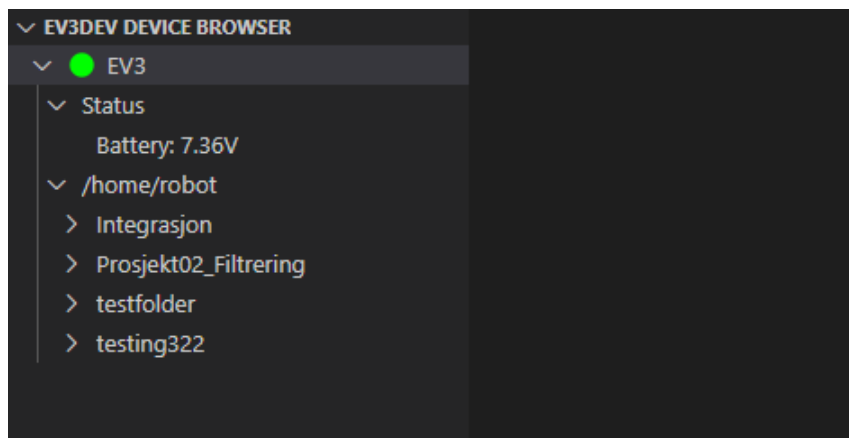 EV3DEV DEVICE BROWSER
EV3
Status
Battery: 7.36V
/home/robot
Integrasjon
Prosjekt02_Filtrering
testfolder
testing322